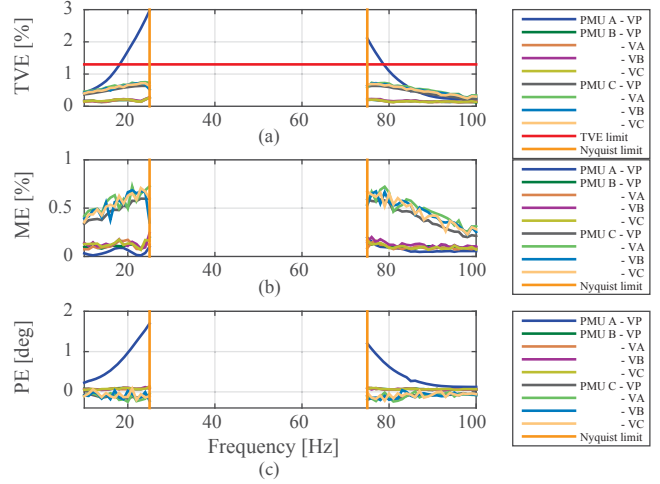 3
2
1
0
TVE [%]
20
40
60
80
100
(a)
PMU A - VP
PMU B - VP
- VA
- VB
- VC
PMU C - VP
- VA
- VB
- VC
TVE limit
Nyquist limit
1
0.5
0
ME [%]
20
40
60
80
100
(b)
PMU A - VP
PMU B - VP
- VA
- VB
- VC
PMU C - VP
- VA
- VB
- VC
Nyquist limit
2
1
0
PE [deg]
20
40
60
80
100
Frequency [Hz]
(c)
PMU A - VP
PMU B - VP
- VA
- VB
- VC
PMU C - VP
- VA
- VB
- VC
Nyquist limit